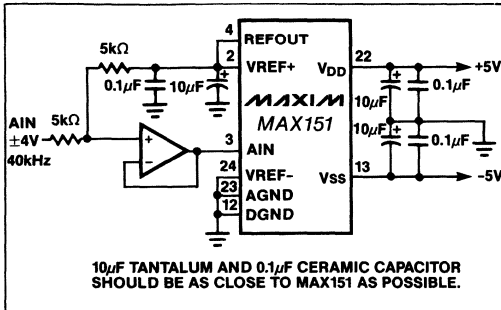 4
REFOUT
5kΩ
2
VREF+
VDD
22
+5V
0.1µF
10µF
MAXIM
10µF
0.1µF
5kΩ
MAX151
AIN
±4V
40kHz
+
−
3
AIN
10µF
0.1µF
24
VREF-
VSS
13
−5V
23
AGND
12
DGND
10µF TANTALUM AND 0.1µF CERAMIC CAPACITOR
SHOULD BE AS CLOSE TO MAX151 AS POSSIBLE.